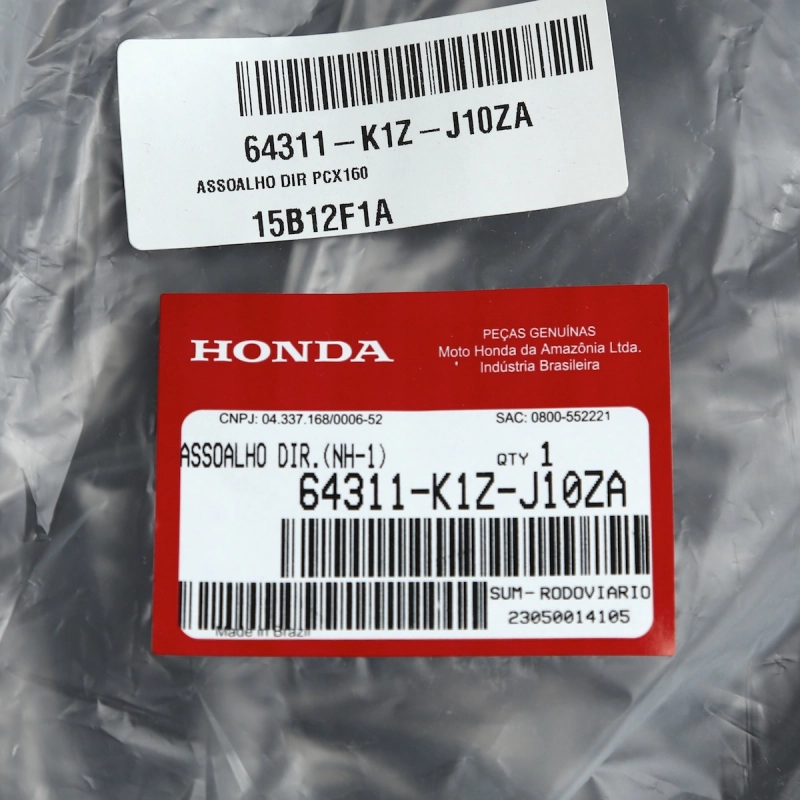 64311-K1Z-J10ZA
ASSOALHO DIR PCX160
15B12F1A
HONDA
PEÇAS GENUÍNAS
Moto Honda da Amazônia Ltda.
Indústria Brasileira
CNPJ: 04.337.168/0006-52
SAC: 0800-552221
ASSOALHO DIR.(NH-1)
QTY 1
64311-K1Z-J10ZA
SUM-RODOVIARIO
23050014105
Made in Brazil